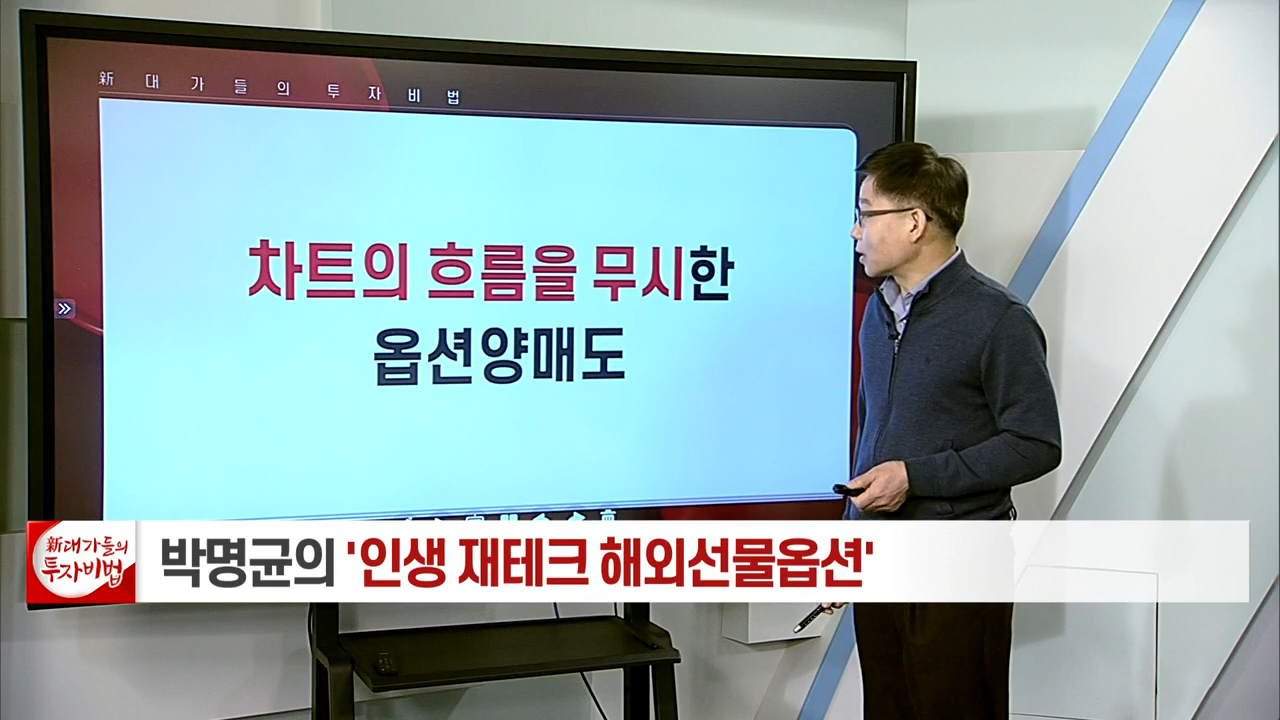 新 대 가 들 의 투 자 비 법
차트의 흐름을 무시한
옵션양매도
新대가들의
투자비법
박명균의 '인생 재테크 해외선물옵션'